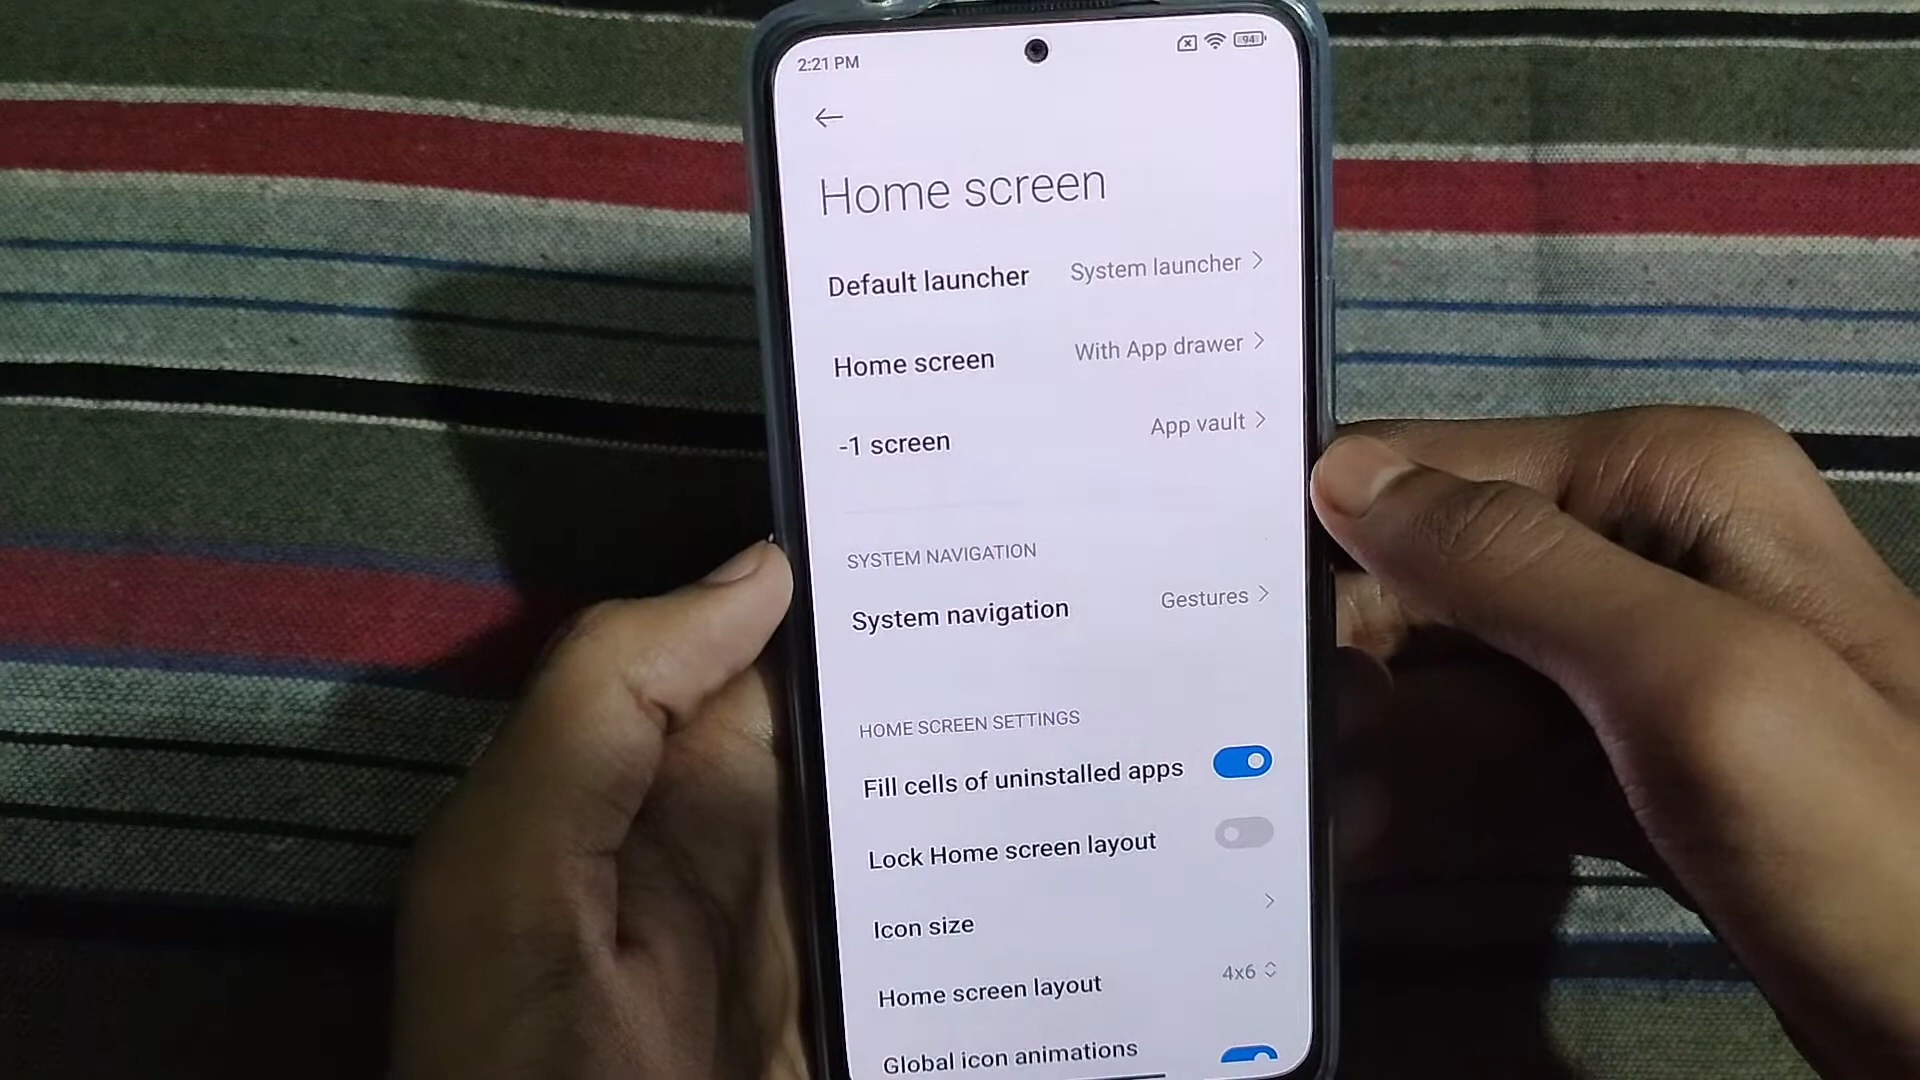 2:21 PM
94
Home screen
Default launcher System launcher
Home screen With App drawer
-1 screen App vault
SYSTEM NAVIGATION
System navigation Gestures
HOME SCREEN SETTINGS
Fill cells of uninstalled apps
Lock Home screen layout
Icon size
Home screen layout 4x6
Global icon animations